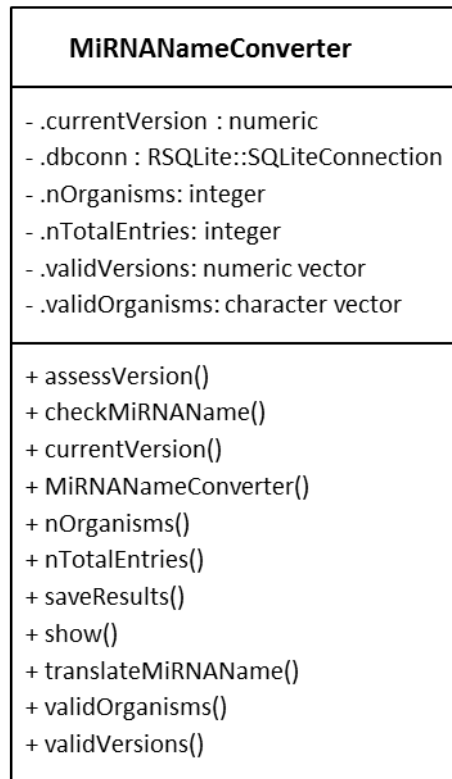 MiRNANameConverter
- .currentVersion : numeric
- .dbconn : RSQLite::SQLiteConnection
- .nOrganisms: integer
- .nTotalEntries: integer
- .validVersions: numeric vector
- .validOrganisms: character vector
+ assessVersion()
+ checkMiRNAName()
+ currentVersion()
+ MiRNANameConverter()
+ nOrganisms()
+ nTotalEntries()
+ saveResults()
+ show()
+ translateMiRNAName()
+ validOrganisms()
+ validVersions()